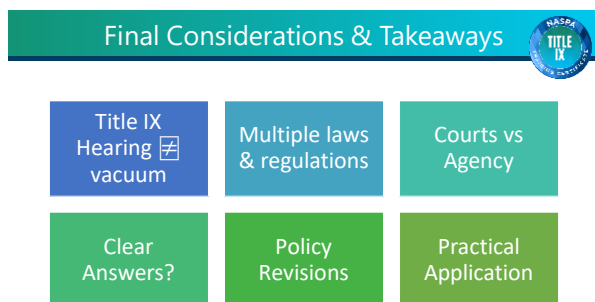 Final Considerations & Takeaways
NASPA
TITLE
IX
Title IX
Hearing ≠
vacuum
Multiple laws
& regulations
Courts vs
Agency
Clear
Answers?
Policy
Revisions
Practical
Application